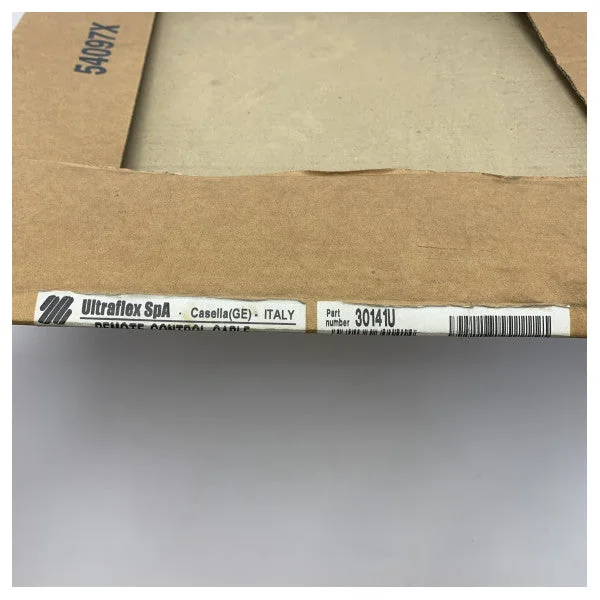 54097X
Ultraflex SpA · Casella(GE) · ITALY
REMOTE CONTROL CABLE
Part number 30141U